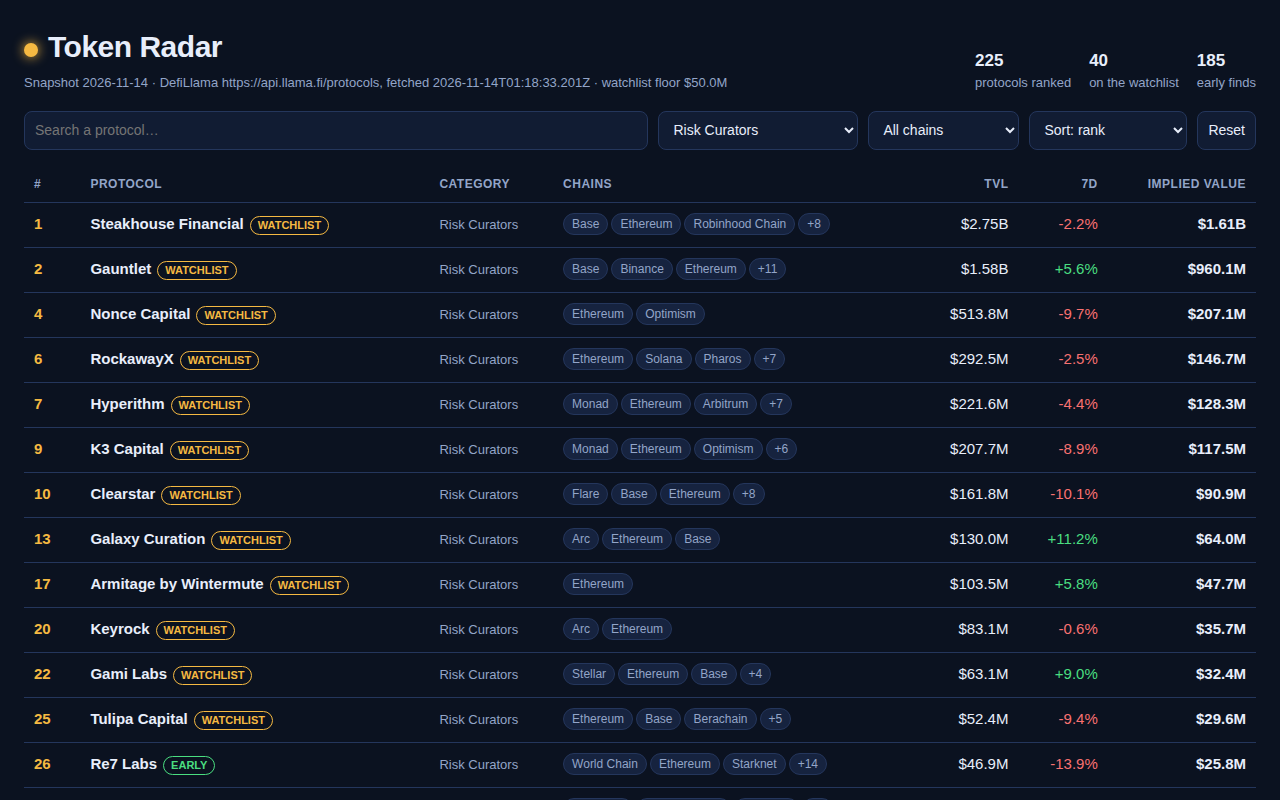 Token Radar
Snapshot 2026-11-14 · DefiLlama https://api.llama.fi/protocols, fetched 2026-11-14T01:18:33.201Z · watchlist floor $50.0M
225 protocols ranked
40 on the watchlist
185 early finds
Search a protocol… Risk Curators All chains Sort: rank Reset
# PROTOCOL CATEGORY CHAINS TVL 7D IMPLIED VALUE
1 Steakhouse Financial WATCHLIST Risk Curators Base Ethereum Robinhood Chain +8 $2.75B -2.2% $1.61B
2 Gauntlet WATCHLIST Risk Curators Base Binance Ethereum +11 $1.58B +5.6% $960.1M
4 Nonce Capital WATCHLIST Risk Curators Ethereum Optimism $513.8M -9.7% $207.1M
6 RockawayX WATCHLIST Risk Curators Ethereum Solana Pharos +7 $292.5M -2.5% $146.7M
7 Hyperithm WATCHLIST Risk Curators Monad Ethereum Arbitrum +7 $221.6M -4.4% $128.3M
9 K3 Capital WATCHLIST Risk Curators Monad Ethereum Optimism +6 $207.7M -8.9% $117.5M
10 Clearstar WATCHLIST Risk Curators Flare Base Ethereum +8 $161.8M -10.1% $90.9M
13 Galaxy Curation WATCHLIST Risk Curators Arc Ethereum Base $130.0M +11.2% $64.0M
17 Armitage by Wintermute WATCHLIST Risk Curators Ethereum $103.5M +5.8% $47.7M
20 Keyrock WATCHLIST Risk Curators Arc Ethereum $83.1M -0.6% $35.7M
22 Gami Labs WATCHLIST Risk Curators Stellar Ethereum Base +4 $63.1M +9.0% $32.4M
25 Tulipa Capital WATCHLIST Risk Curators Ethereum Base Berachain +5 $52.4M -9.4% $29.6M
26 Re7 Labs EARLY Risk Curators World Chain Ethereum Starknet +14 $46.9M -13.9% $25.8M